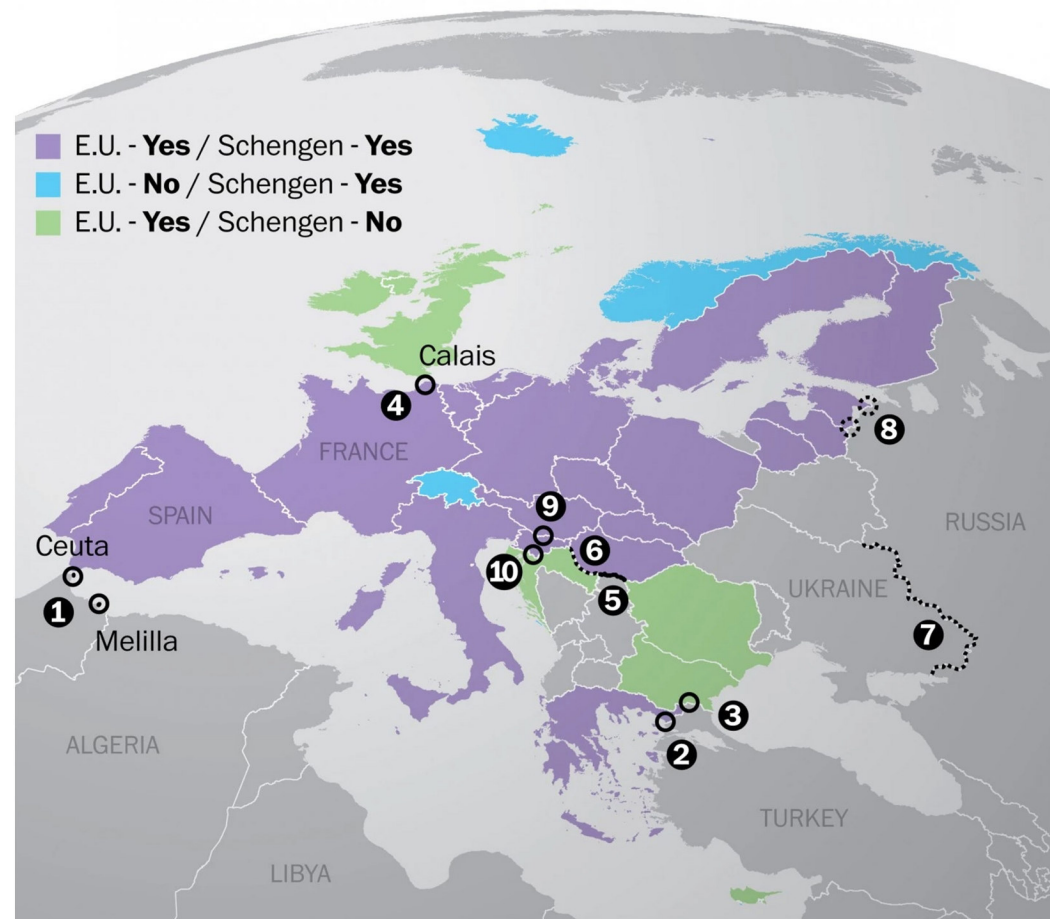 E.U. - Yes / Schengen - Yes
E.U. - No / Schengen - Yes
E.U. - Yes / Schengen - No
Calais
4
FRANCE
8
SPAIN
9
RUSSIA
Ceuta
6
10
1
5
UKRAINE
Melilla
7
3
ALGERIA
2
TURKEY
LIBYA